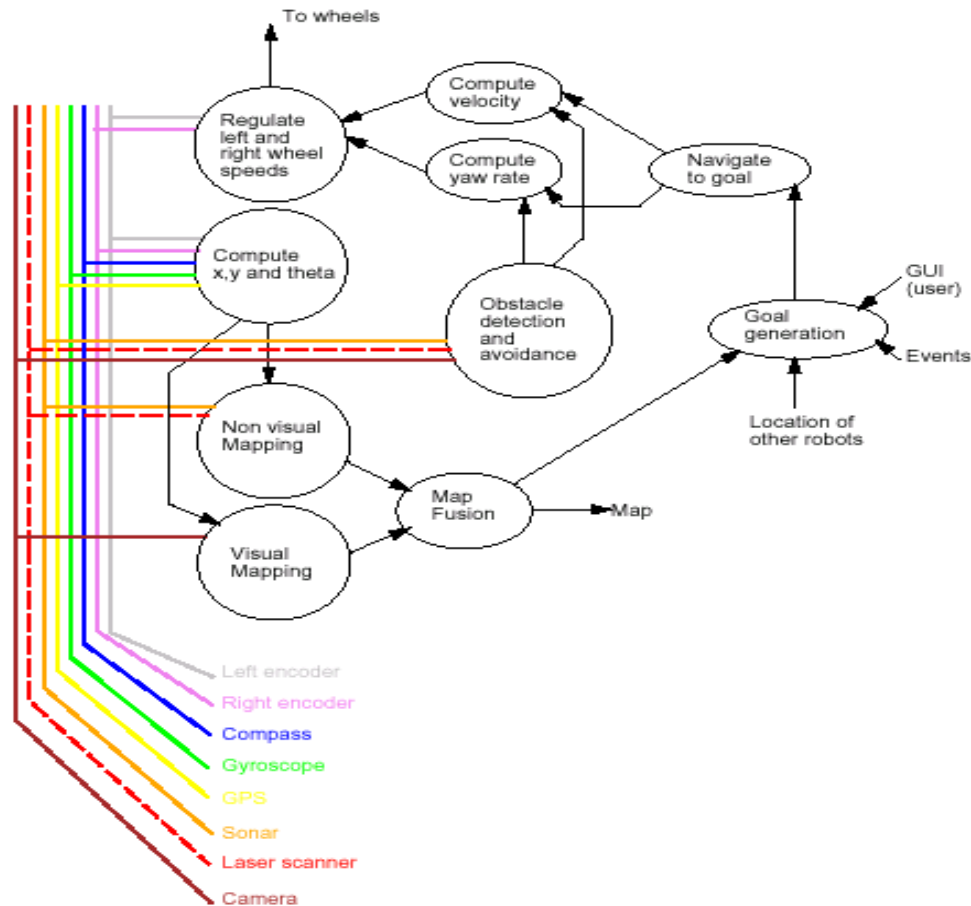 To wheels
Compute
velocity
Regulate
left and
right wheel
speeds
Compute
yaw rate
Navigate
to goal
Compute
x,y and theta
GUI
(user)
Obstacle
detection
and
avoidance
Goal
generation
Events
Location of
other robots
Non visual
Mapping
Map
Fusion
Map
Visual
Mapping
Left encoder
Right encoder
Compass
Gyroscope
GPS
Sonar
Laser scanner
Camera